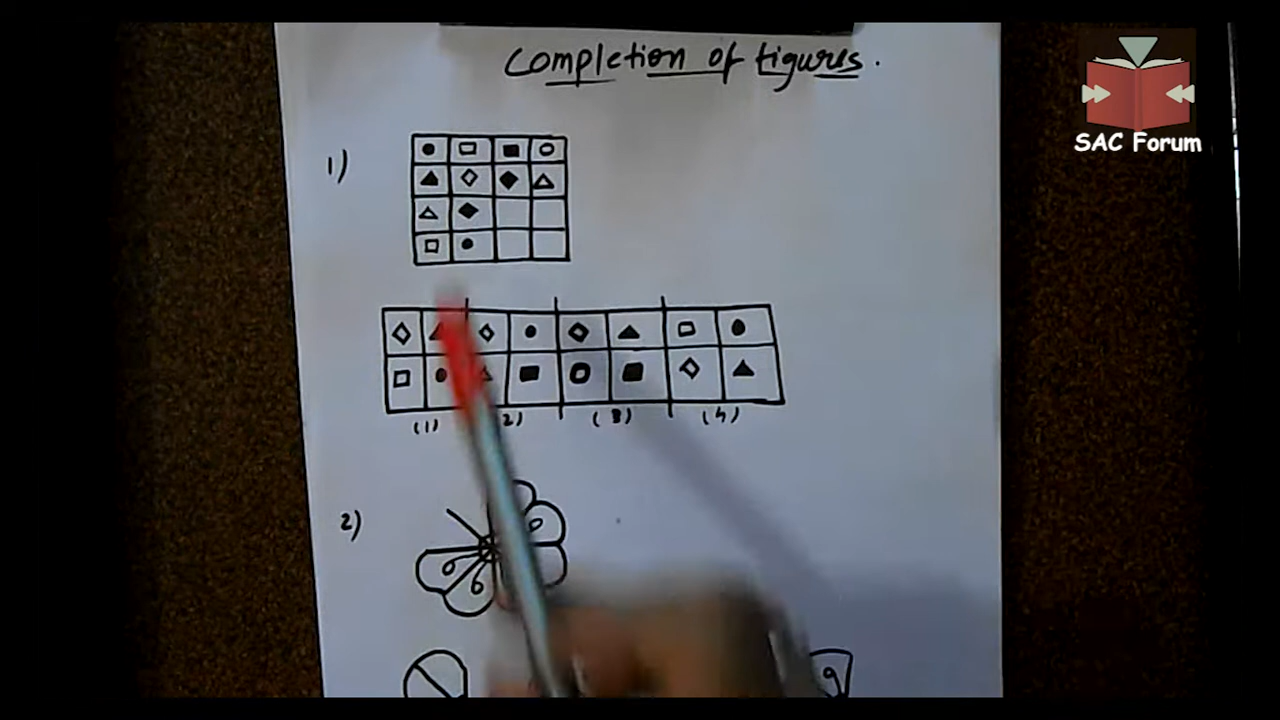 Completion of figures.
SAC Forum
1)
(1) 2) (3) (4)
2)